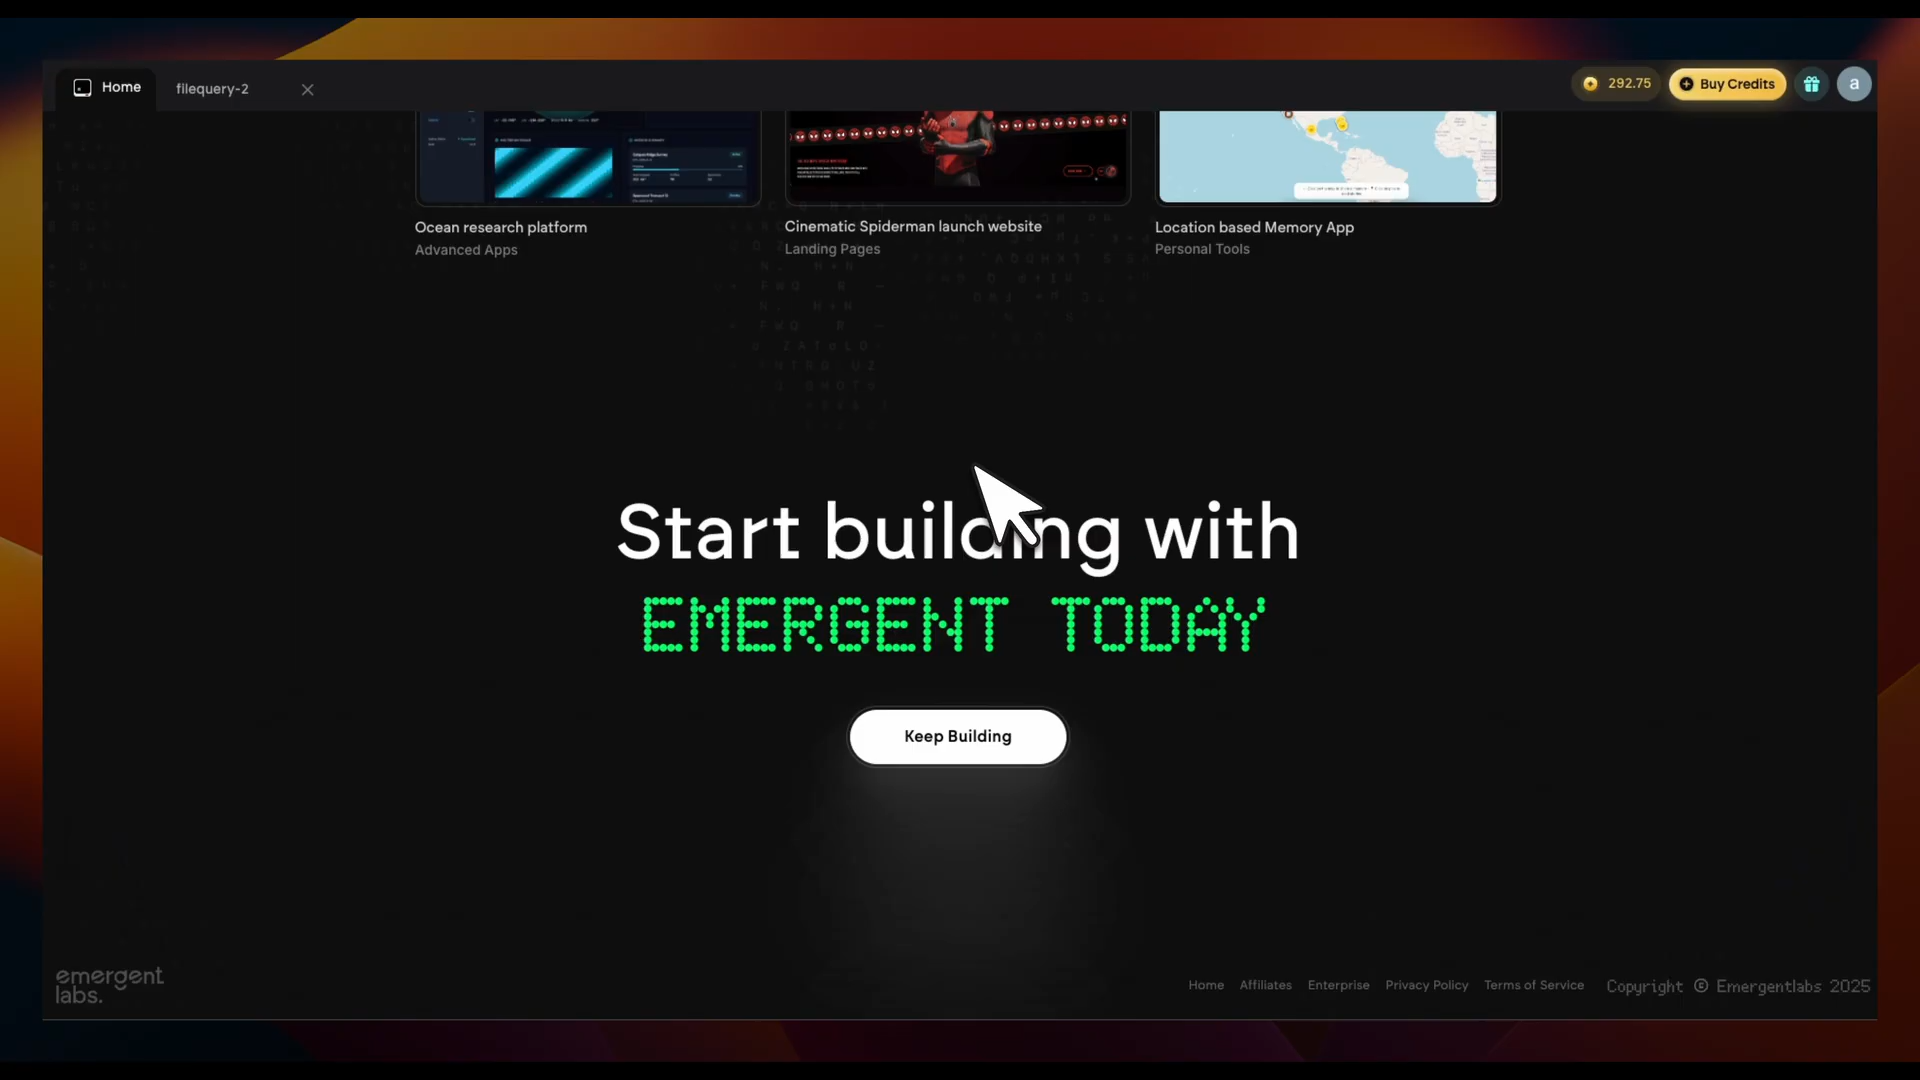 Home
filequery-2
292.75
Buy Credits
a
Ocean research platform
Advanced Apps
Cinematic Spiderman launch website
Landing Pages
Location based Memory App
Personal Tools
Start building with
EMERGENT TODAY
Keep Building
emergent
labs.
Home
Affiliates
Enterprise
Privacy Policy
Terms of Service
Copyright © Emergentlabs 2025